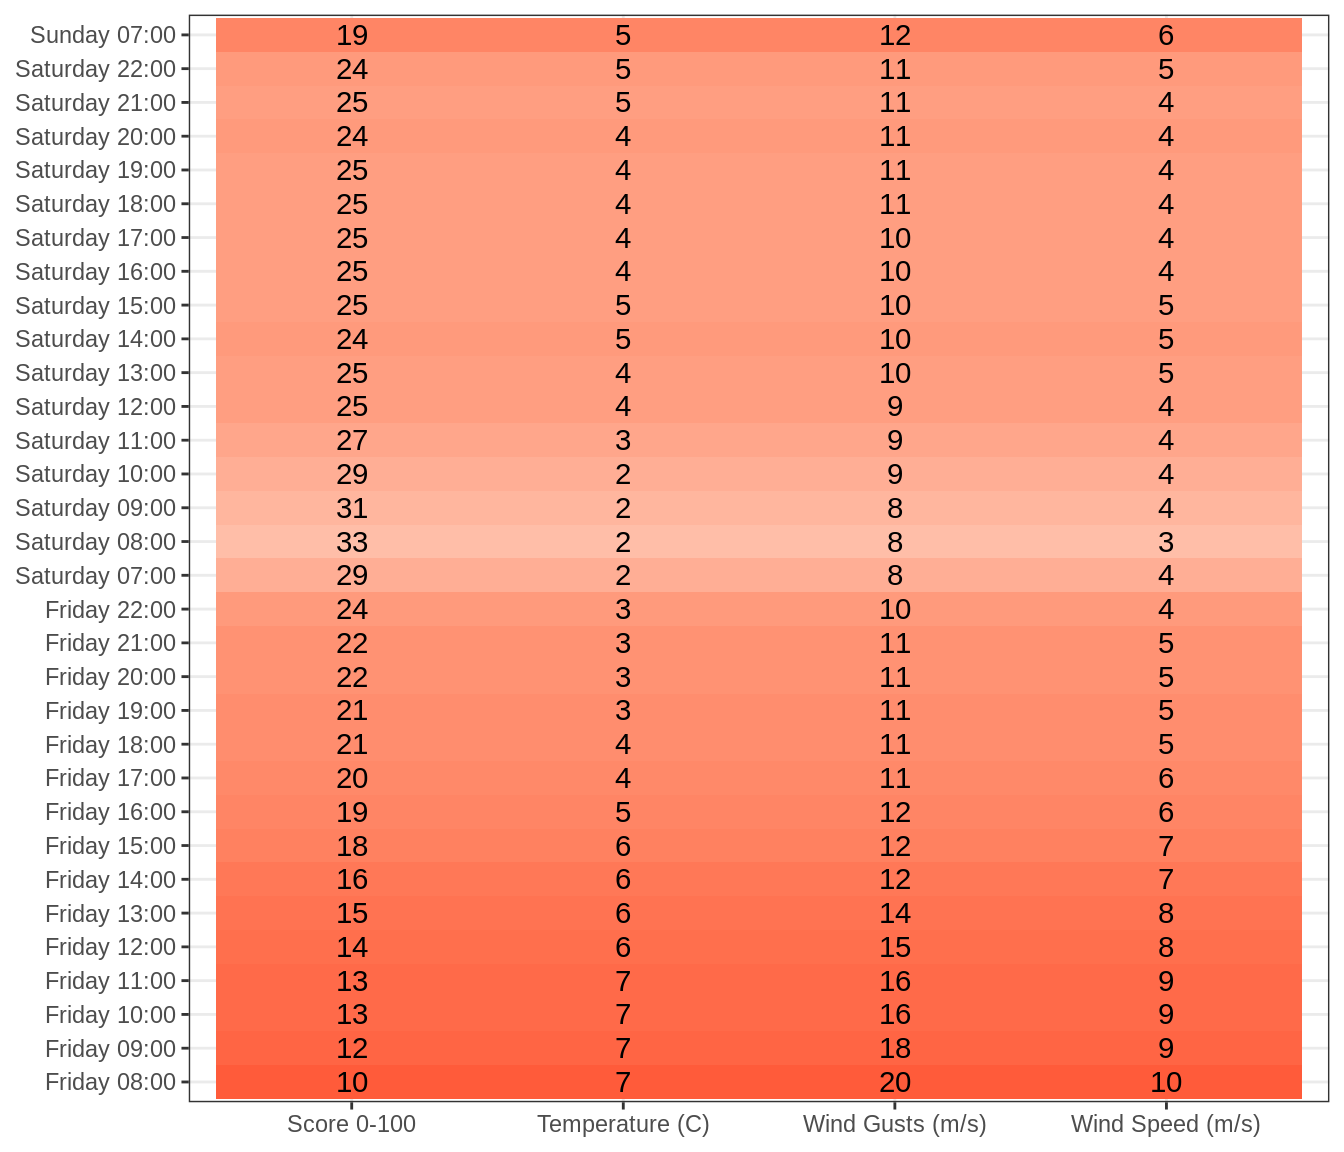 Sunday 07:00 19 5 12 6
Saturday 22:00 24 5 11 5
Saturday 21:00 25 5 11 4
Saturday 20:00 24 4 11 4
Saturday 19:00 25 4 11 4
Saturday 18:00 25 4 11 4
Saturday 17:00 25 4 10 4
Saturday 16:00 25 4 10 4
Saturday 15:00 25 5 10 5
Saturday 14:00 24 5 10 5
Saturday 13:00 25 4 10 5
Saturday 12:00 25 4 9 4
Saturday 11:00 27 3 9 4
Saturday 10:00 29 2 9 4
Saturday 09:00 31 2 8 4
Saturday 08:00 33 2 8 3
Saturday 07:00 29 2 8 4
Friday 22:00 24 3 10 4
Friday 21:00 22 3 11 5
Friday 20:00 22 3 11 5
Friday 19:00 21 3 11 5
Friday 18:00 21 4 11 5
Friday 17:00 20 4 11 6
Friday 16:00 19 5 12 6
Friday 15:00 18 6 12 7
Friday 14:00 16 6 12 7
Friday 13:00 15 6 14 8
Friday 12:00 14 6 15 8
Friday 11:00 13 7 16 9
Friday 10:00 13 7 16 9
Friday 09:00 12 7 18 9
Friday 08:00 10 7 20 10
Score 0-100 Temperature (C) Wind Gusts (m/s) Wind Speed (m/s)